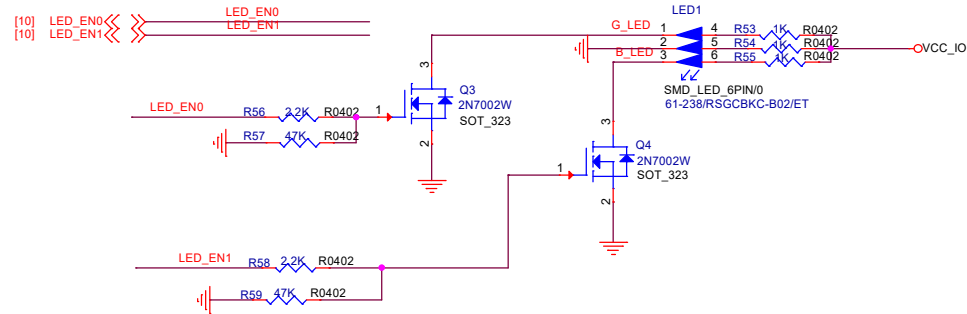 [10] LED_EN0 LED_EN0
[10] LED_EN1 LED_EN1
LED1
G_LED 1 4 R53 1K R0402
2 5 R54 1K R0402 VCC_IO
B_LED 3 6 R55 1K R0402
SMD_LED_6PIN/0
61-238/RSGCBKC-B02/ET
3
Q3
2N7002W
SOT_323
LED_EN0 R56 2.2K R0402 1
R57 47K R0402
2
3
Q4
2N7002W
SOT_323
1
2
LED_EN1 R58 2.2K R0402
R59 47K R0402